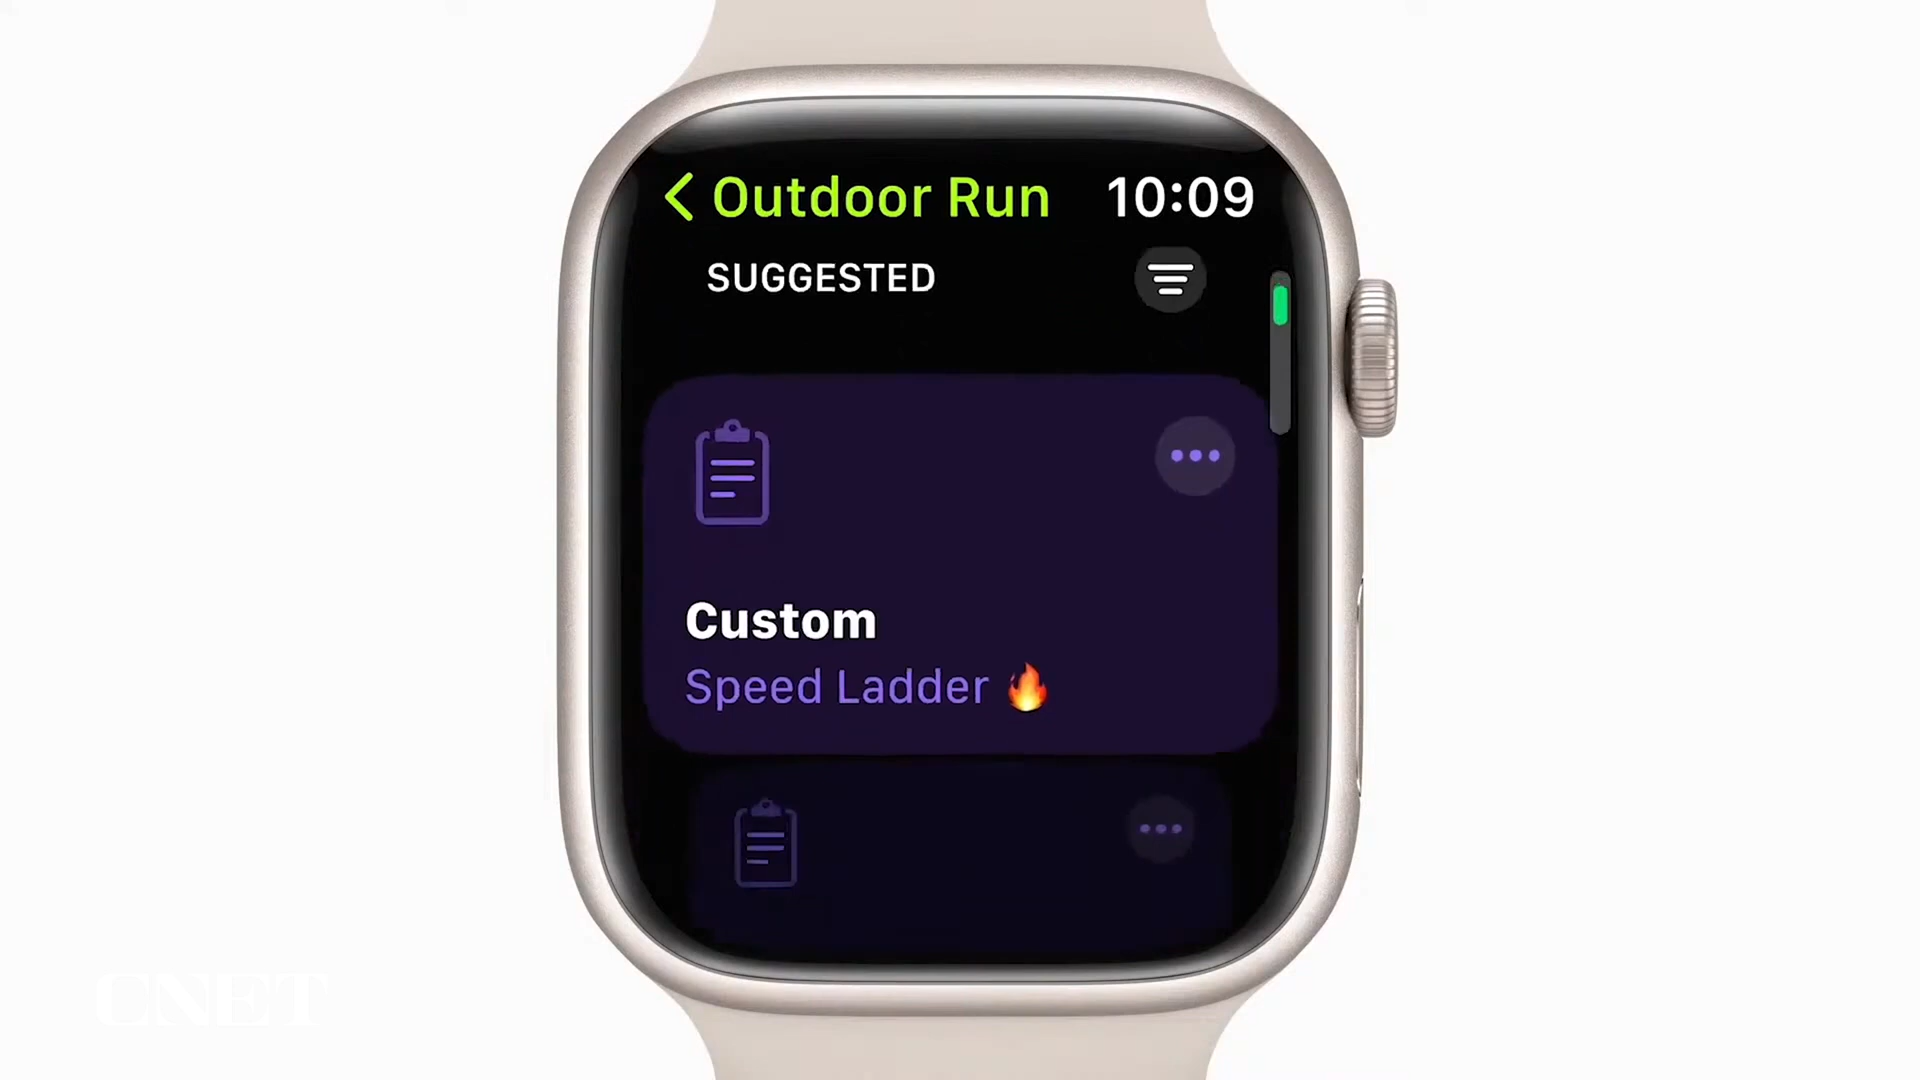 Outdoor Run 10:09
SUGGESTED
Custom
Speed Ladder 🔥
CNET